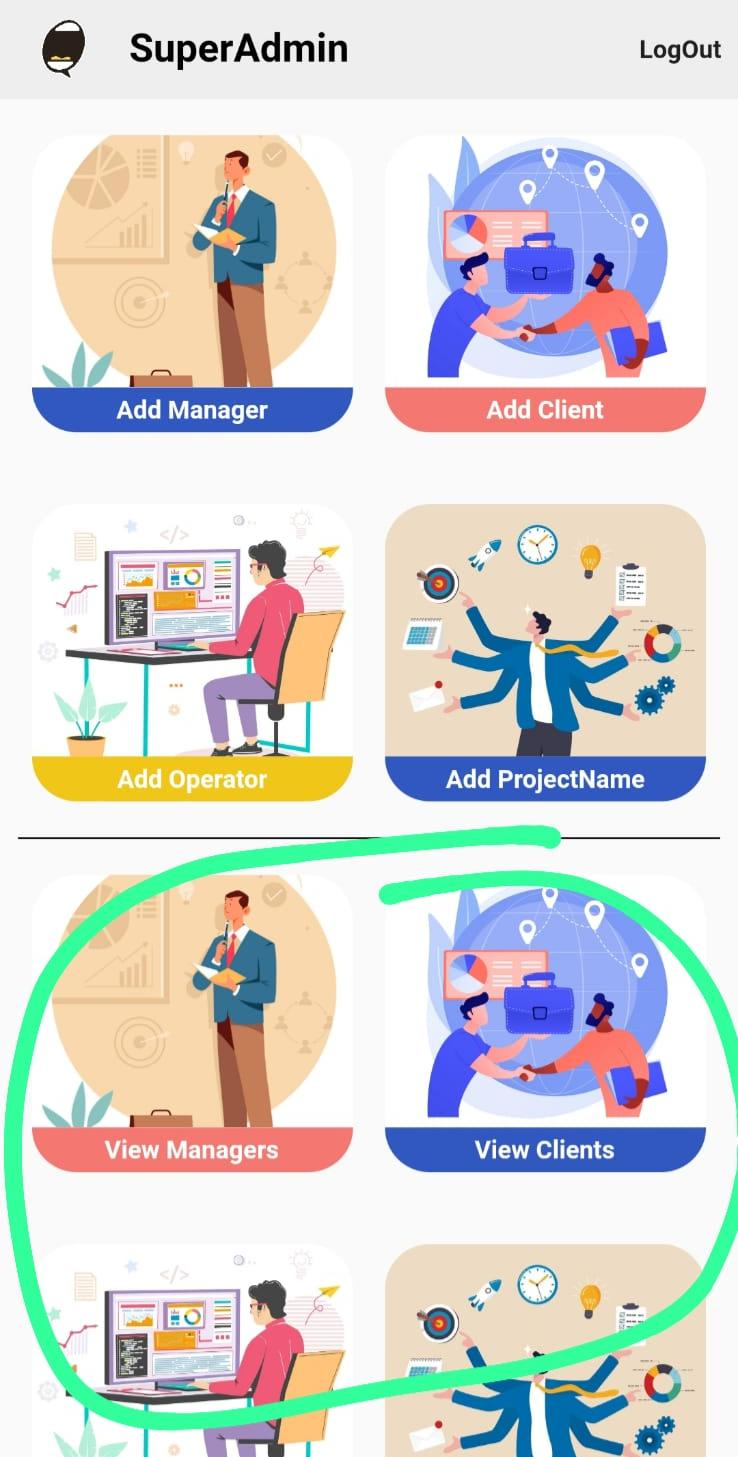 SuperAdmin
LogOut
Add Manager
Add Client
Add Operator
Add ProjectName
View Managers
View Clients